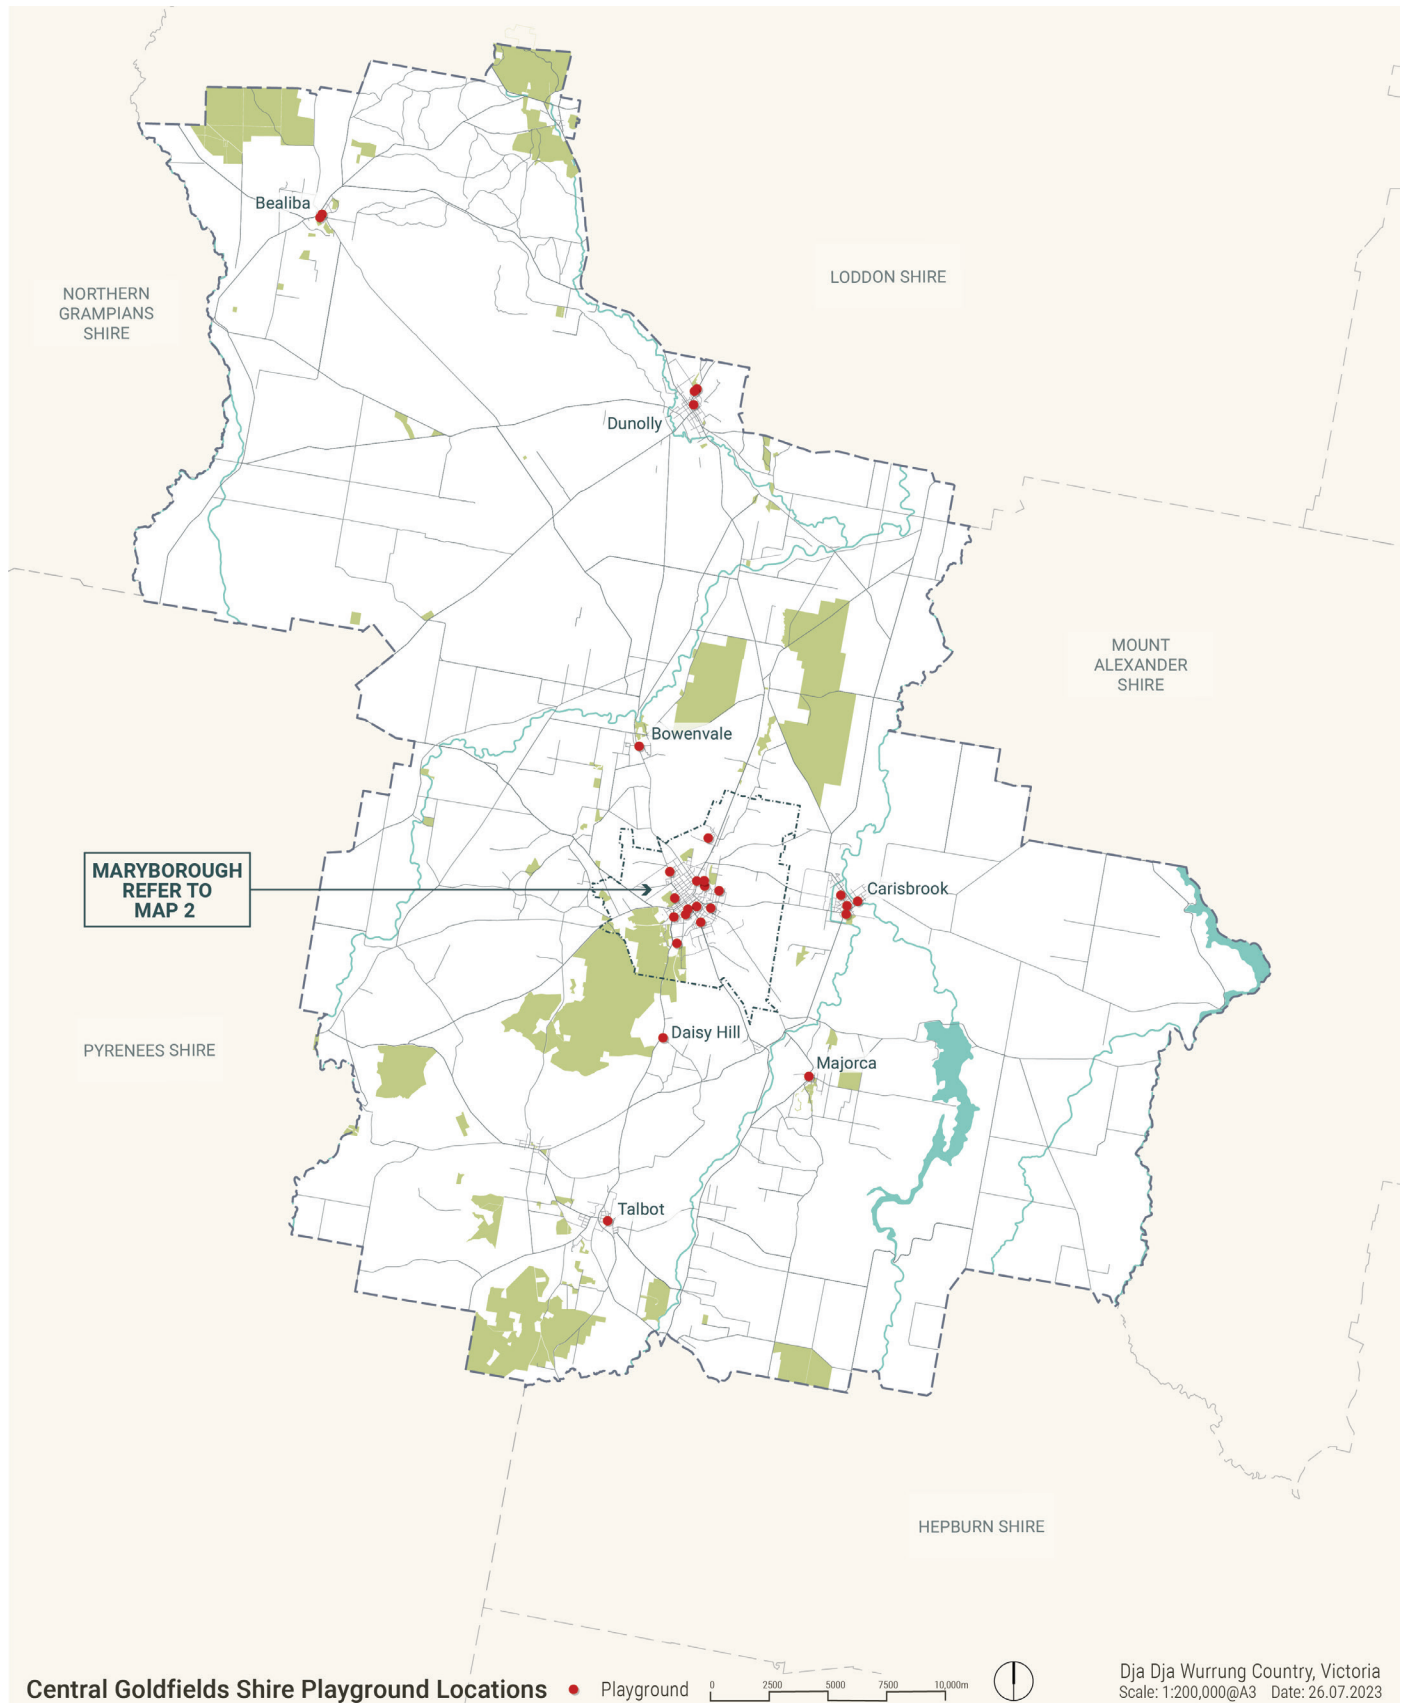 Bealiba
LODDON SHIRE
NORTHERN
GRAMPIANS
SHIRE
Dunolly
MOUNT
ALEXANDER
SHIRE
Bowenvale
MARYBOROUGH
REFER TO
MAP 2
Carisbrook
Daisy Hill
PYRENEES SHIRE
Majorca
Talbot
HEPBURN SHIRE
Central Goldfields Shire Playground Locations
Playground
0 2500 5000 7500 10,000m
Dja Dja Wurrung Country, Victoria
Scale: 1:200,000@A3 Date: 26.07.2023